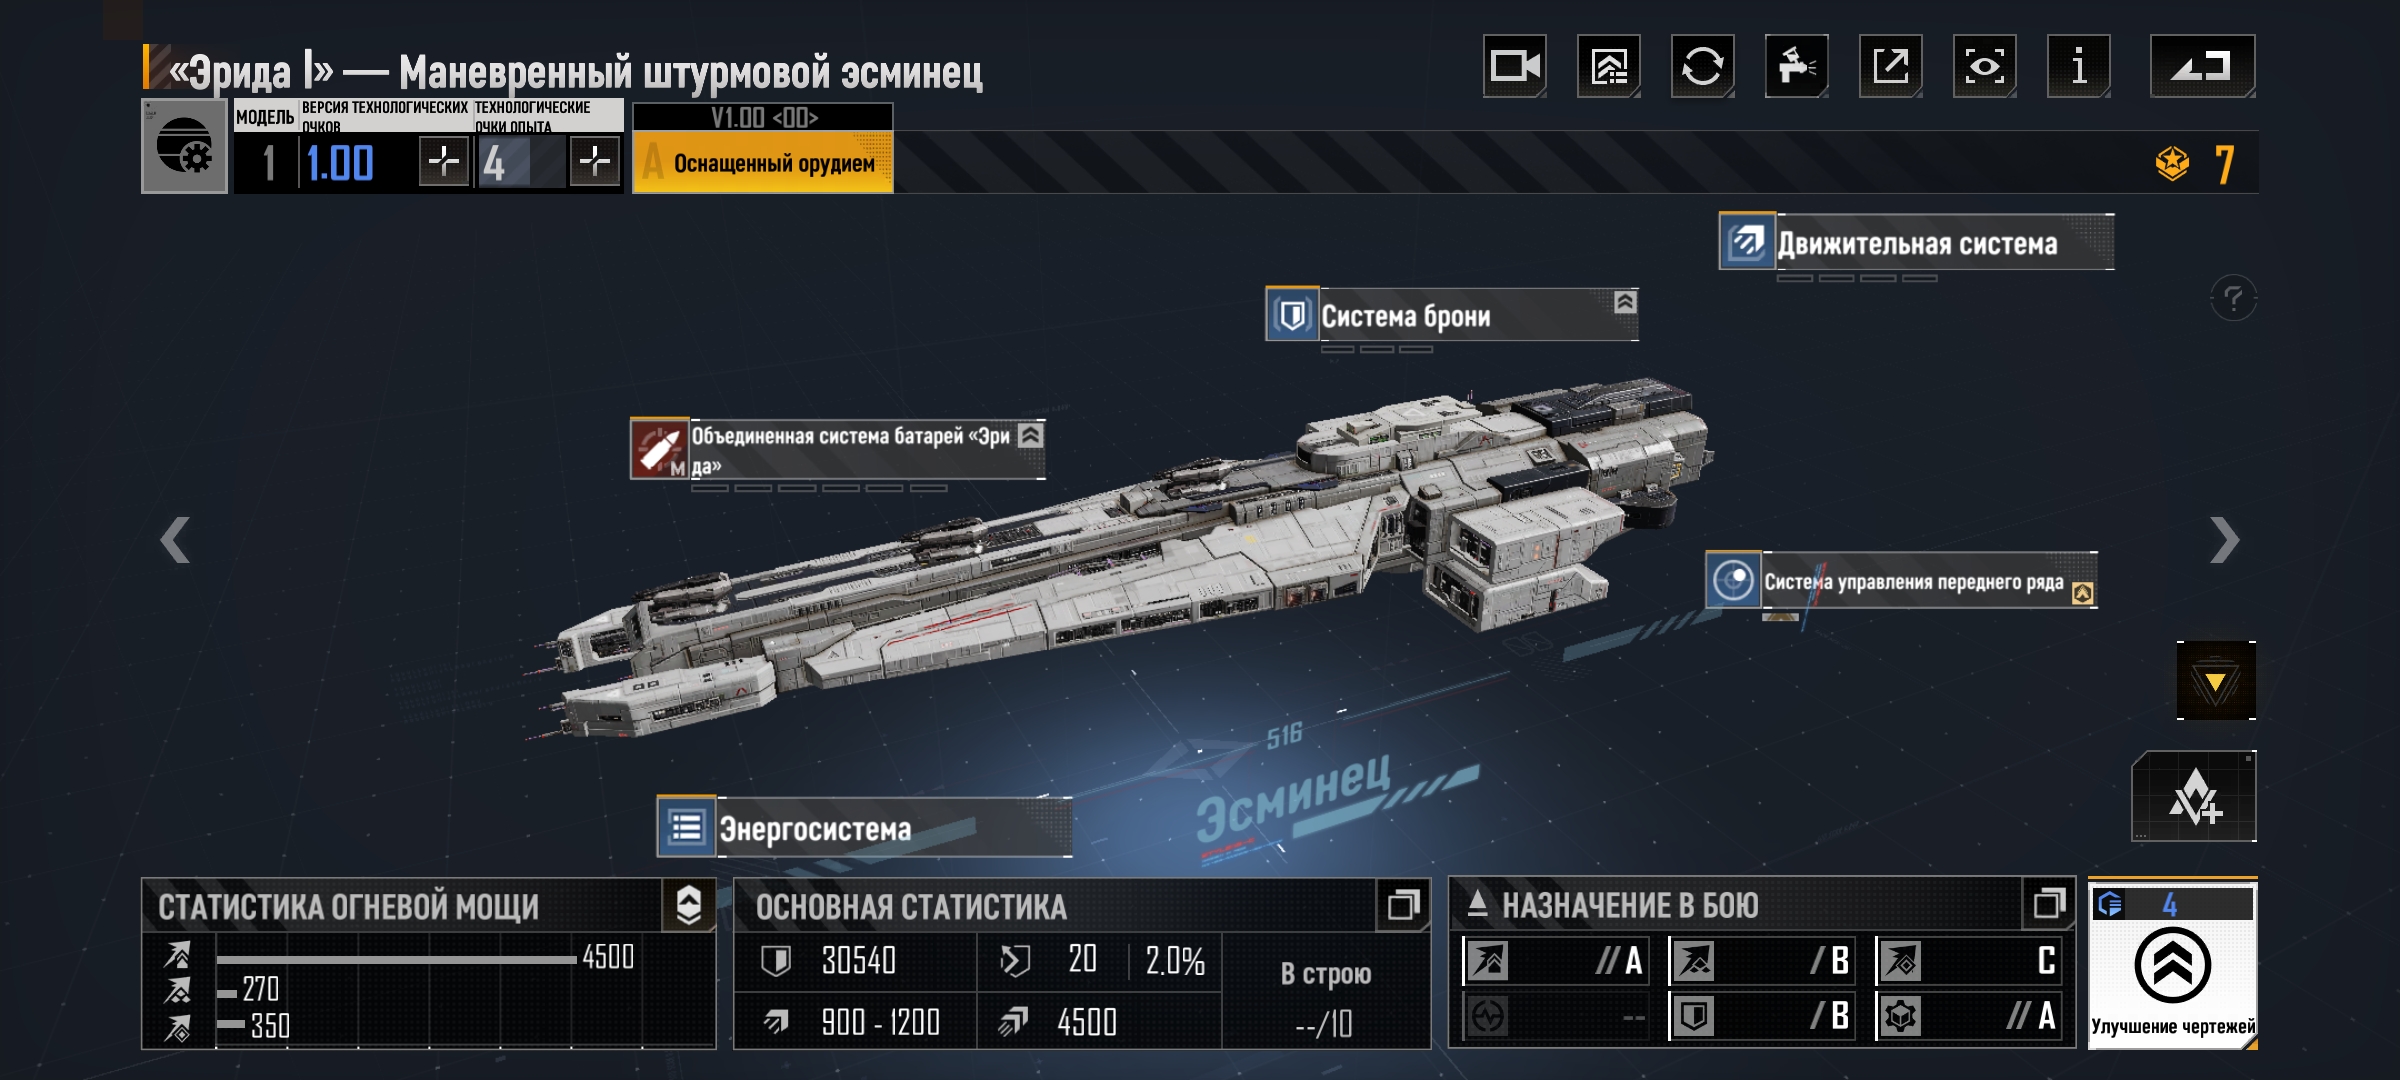 «Эрида I» — Маневренный штурмовой эсминец
МОДЕЛЬ
ВЕРСИЯ ТЕХНОЛОГИЧЕСКИХ
ОЧКОВ
ТЕХНОЛОГИЧЕСКИЕ
ОЧКИ ОПЫТА
1
1.00
4
V1.00 <00>
A Оснащенный орудием
7
Движительная система
Система брони
Объединенная система батарей «Эри
да»
M
Система управления переднего ряда
516
Эсминец
Энергосистема
СТАТИСТИКА ОГНЕВОЙ МОЩИ
4500
270
350
ОСНОВНАЯ СТАТИСТИКА
30540
20
2.0%
900 - 1200
4500
В строю
--/10
НАЗНАЧЕНИЕ В БОЮ
// A
/ B
C
--
/ B
// A
4
Улучшение чертежей